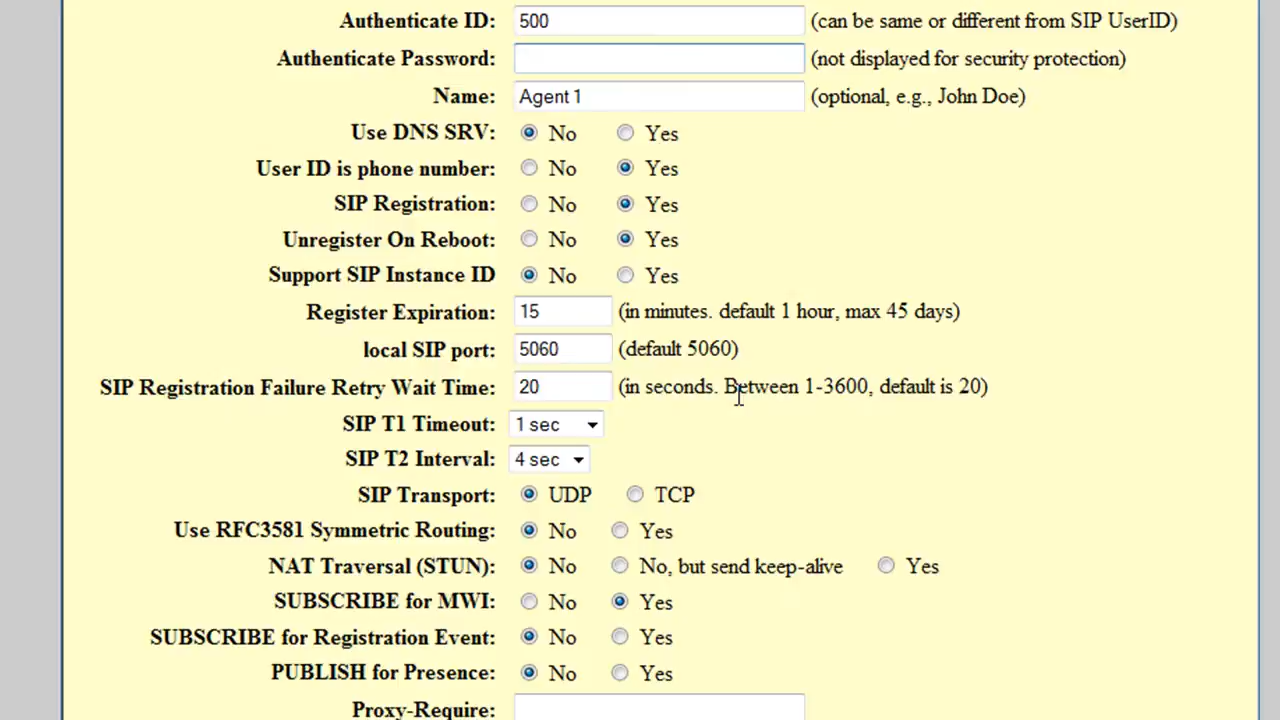 Authenticate ID: 500 (can be same or different from SIP UserID)
Authenticate Password: (not displayed for security protection)
Name: Agent 1 (optional, e.g., John Doe)
Use DNS SRV: No Yes
User ID is phone number: No Yes
SIP Registration: No Yes
Unregister On Reboot: No Yes
Support SIP Instance ID No Yes
Register Expiration: 15 (in minutes. default 1 hour, max 45 days)
local SIP port: 5060 (default 5060)
SIP Registration Failure Retry Wait Time: 20 (in seconds. Between 1-3600, default is 20)
SIP T1 Timeout: 1 sec
SIP T2 Interval: 4 sec
SIP Transport: UDP TCP
Use RFC3581 Symmetric Routing: No Yes
NAT Traversal (STUN): No No, but send keep-alive Yes
SUBSCRIBE for MWI: No Yes
SUBSCRIBE for Registration Event: No Yes
PUBLISH for Presence: No Yes
Proxy-Require: